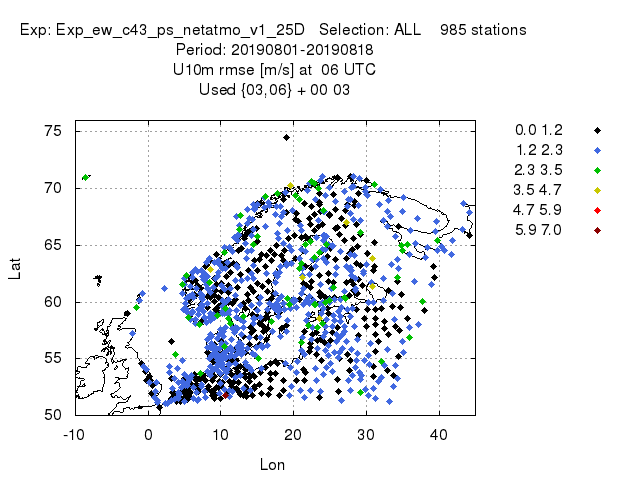 Exp: Exp_ew_c43_ps_netatmo_v1_25D   Selection: ALL    985 stations
Period: 20190801-20190818
U10m rmse [m/s] at  06 UTC
Used {03,06} + 00 03
0.0 1.2
1.2 2.3
2.3 3.5
3.5 4.7
4.7 5.9
5.9 7.0
75
70
65
60
55
50
Lat
-10 0 10 20 30 40
Lon